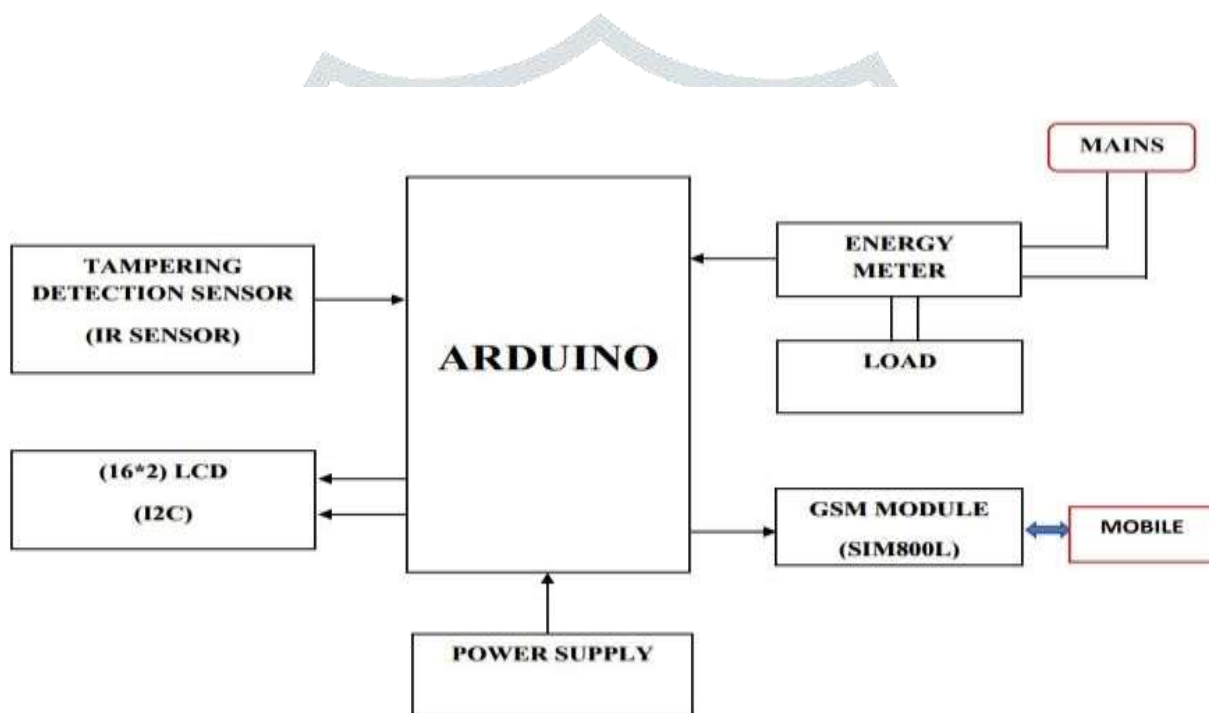 MAINS
ENERGY
METER
TAMPERING
DETECTION SENSOR
(IR SENSOR)
ARDUINO
LOAD
(16*2) LCD
(I2C)
GSM MODULE
(SIM800L)
MOBILE
POWER SUPPLY